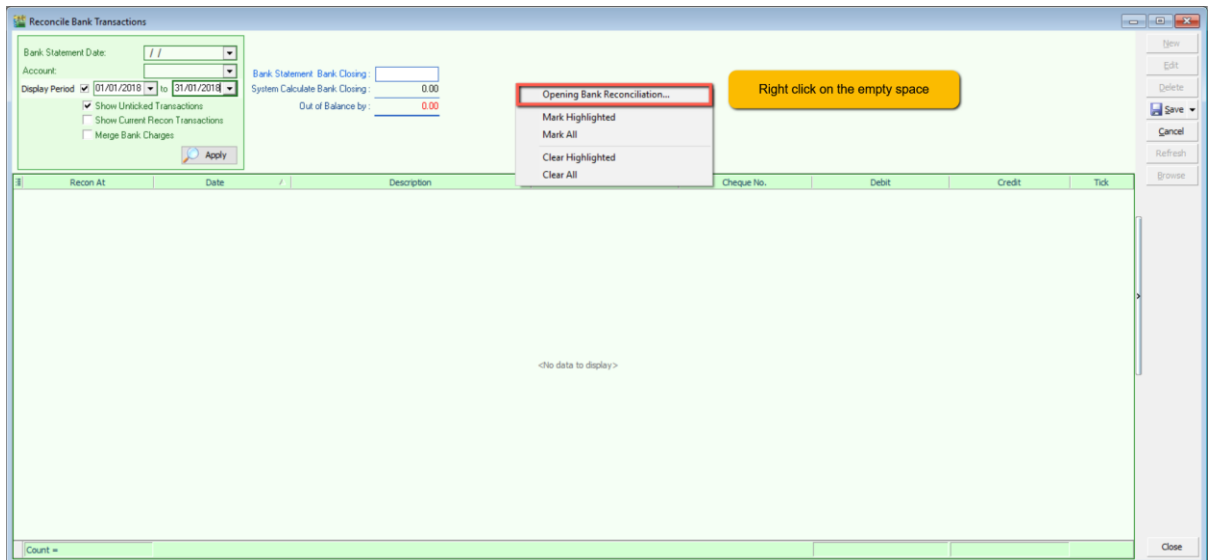 Reconcile Bank Transactions
Bank Statement Date: / /
Account:
Display Period 01/01/2018 to 31/01/2018
Show Unticked Transactions
Show Current Recon Transactions
Merge Bank Charges
Apply
Bank Statement Bank Closing :
System Calculate Bank Closing : 0.00
Out of Balance by : 0.00
Opening Bank Reconciliation...
Mark Highlighted
Mark All
Clear Highlighted
Clear All
Right click on the empty space
New
Edit
Delete
Save
Cancel
Refresh
Browse
Recon At Date / Description Cheque No. Debit Credit Tick
<No data to display>
Count =
Close